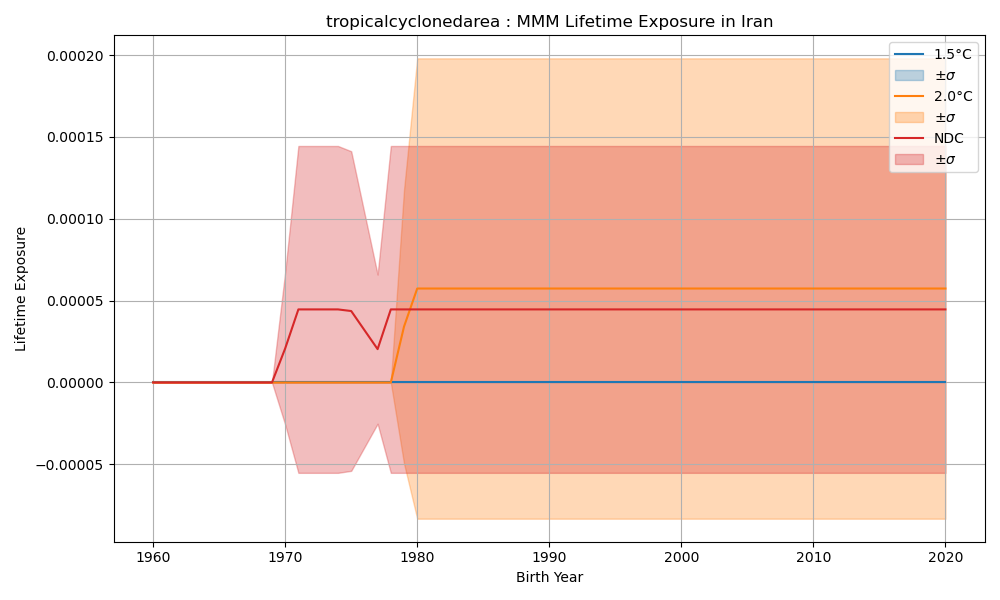 tropicalcyclonedarea : MMM Lifetime Exposure in Iran
Lifetime Exposure
0.00020
0.00015
0.00010
0.00005
0.00000
−0.00005
1.5°C
±σ
2.0°C
±σ
NDC
±σ
1960
1970
1980
1990
2000
2010
2020
Birth Year